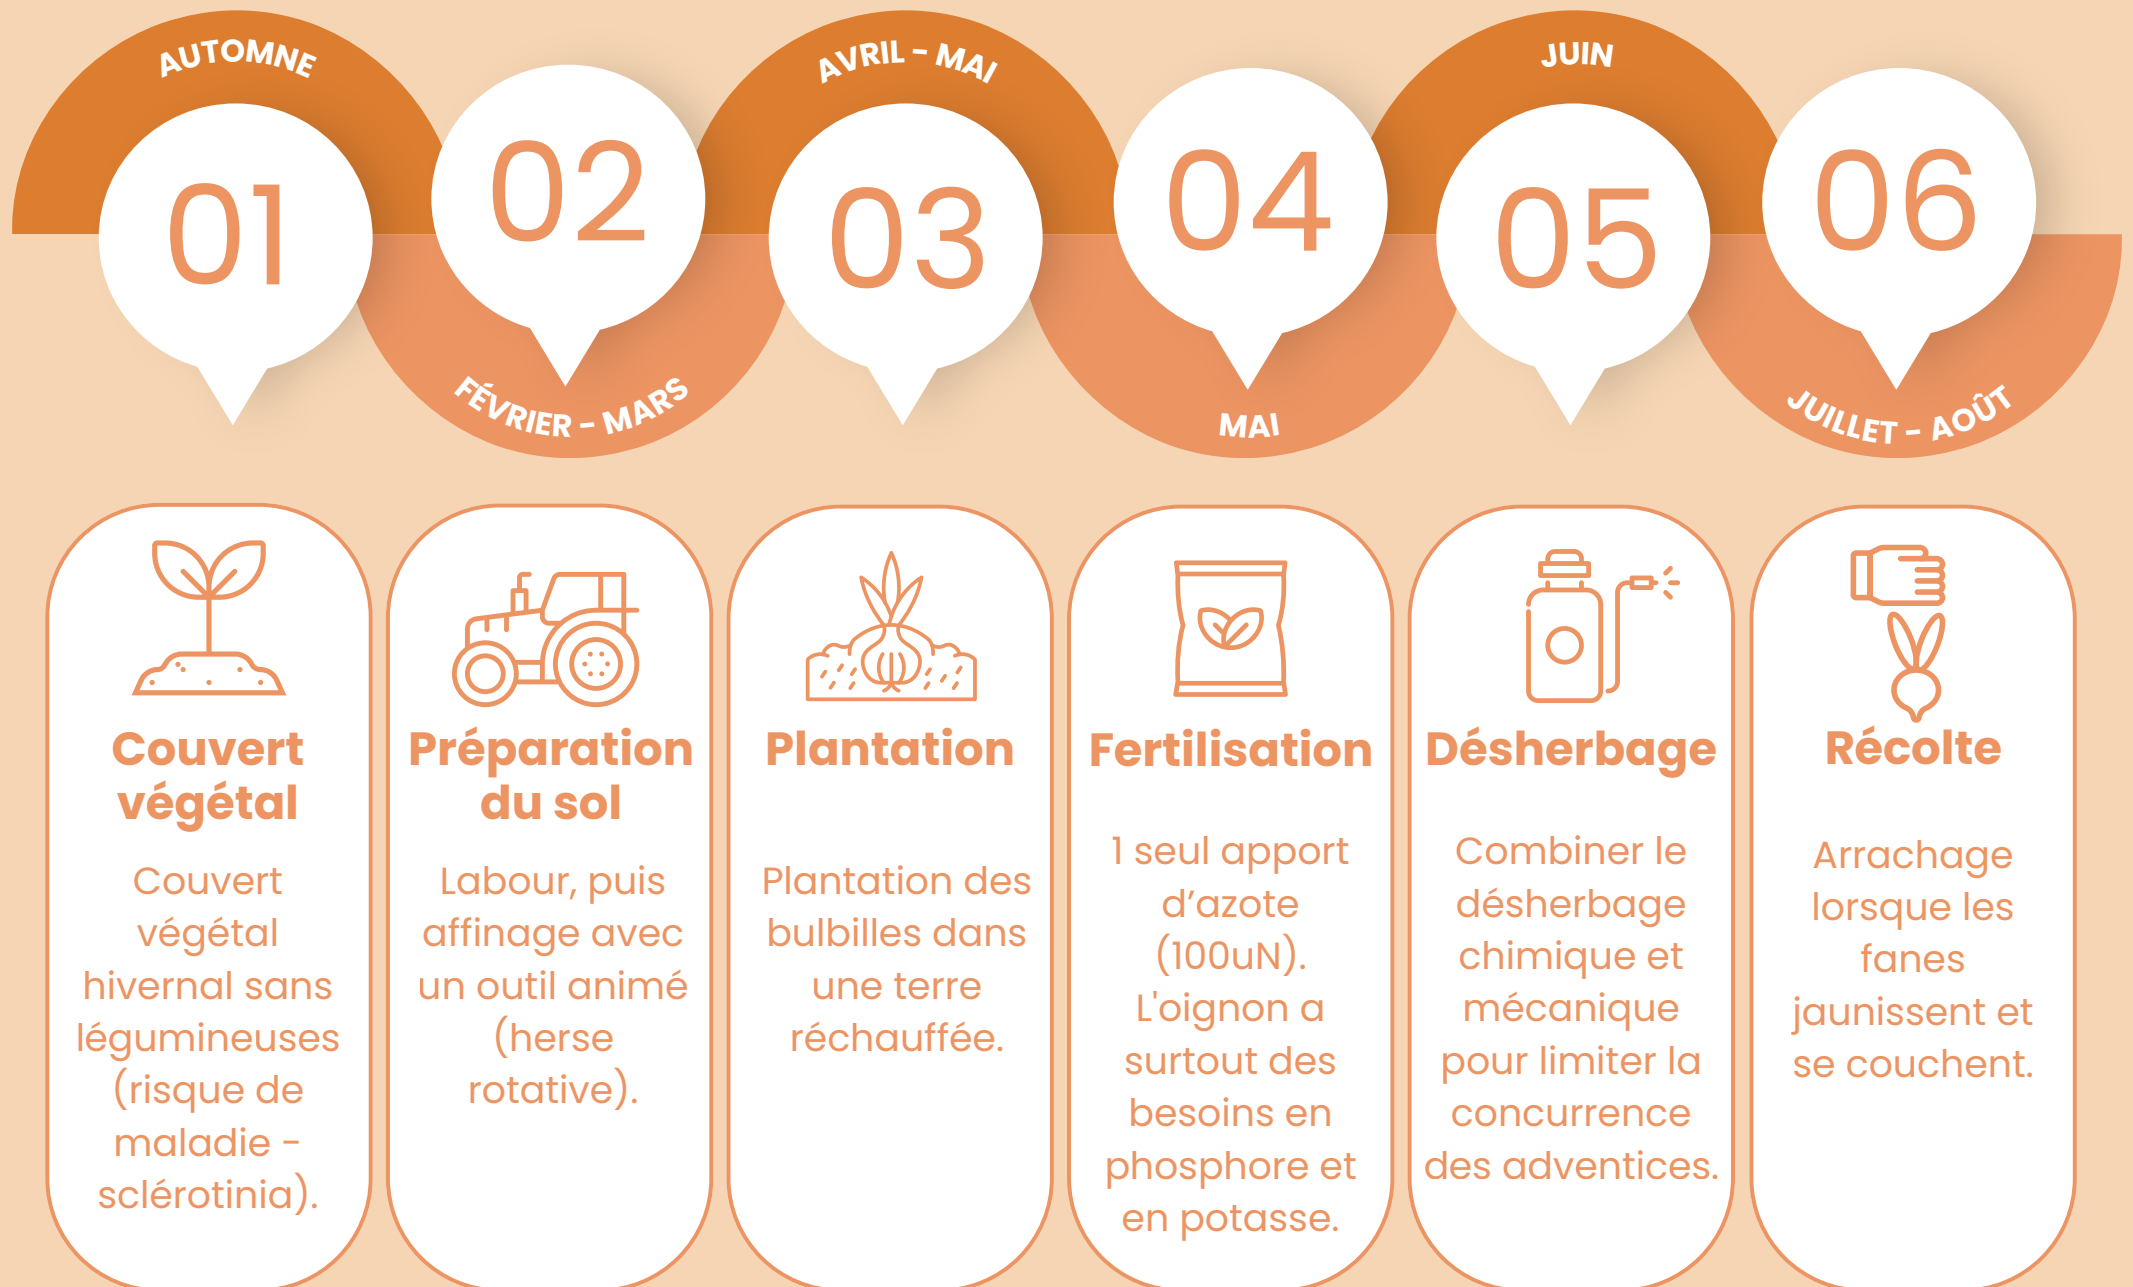 AUTOMNE
01
FÉVRIER - MARS
02
AVRIL - MAI
03
MAI
04
JUIN
05
JUILLET - AOÛT
06
Couvert
végétal
Couvert
végétal
hivernal sans
légumineuses
(risque de
maladie -
sclérotinia).
Préparation
du sol
Labour, puis
affinage avec
un outil animé
(herse
rotative).
Plantation
Plantation des
bulbilles dans
une terre
réchauffée.
Fertilisation
1 seul apport
d’azote
(100uN).
L'oignon a
surtout des
besoins en
phosphore et
en potasse.
Désherbage
Combiner le
désherbage
chimique et
mécanique
pour limiter la
concurrence
des adventices.
Récolte
Arrachage
lorsque les
fanes
jaunissent et
se couchent.